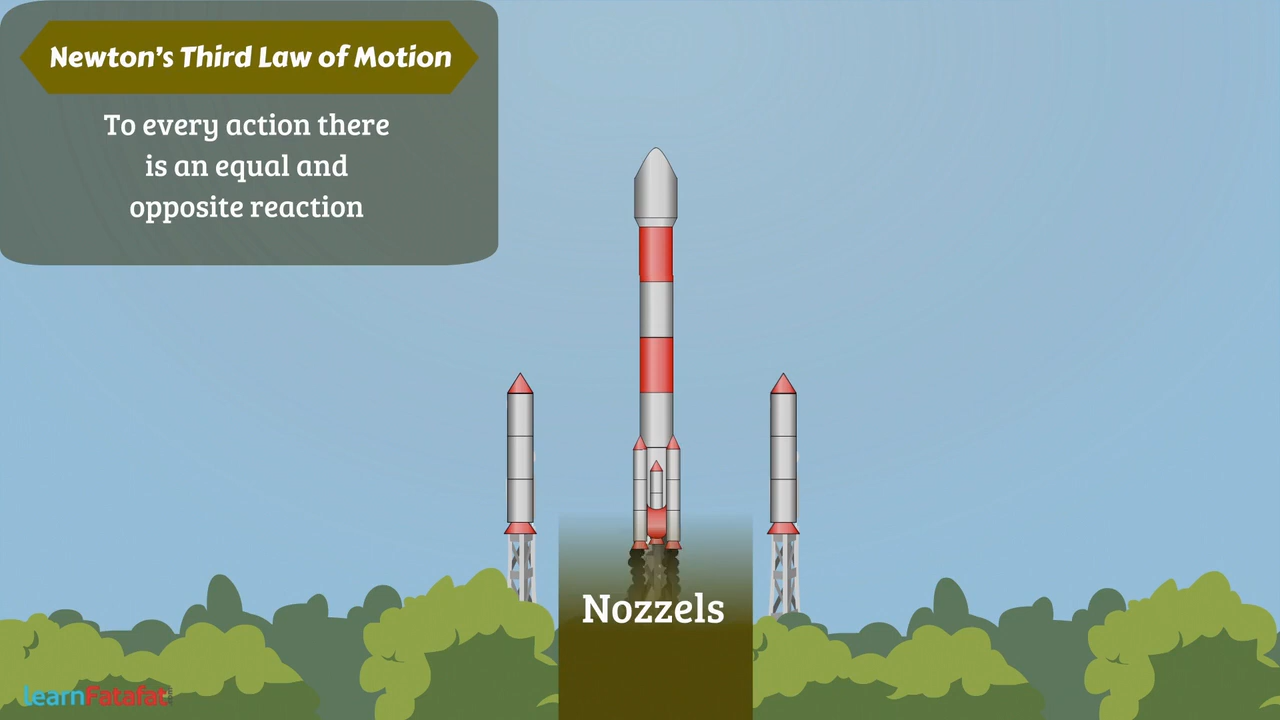 Newton's Third Law of Motion
To every action there
is an equal and
opposite reaction
Nozzels
LearnFatafat